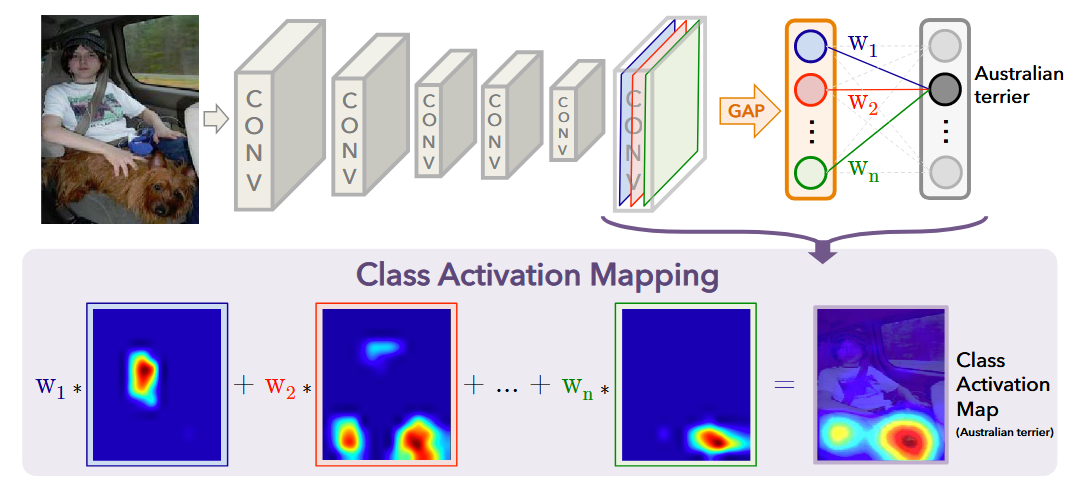 CONV
CONV
CONV
CONV
CONV
CONV
GAP
w1
w2
⋮
wn
⋮
Australian
terrier
Class Activation Mapping
w1 * + w2 * + ... + wn * =
Class
Activation
Map
(Australian terrier)